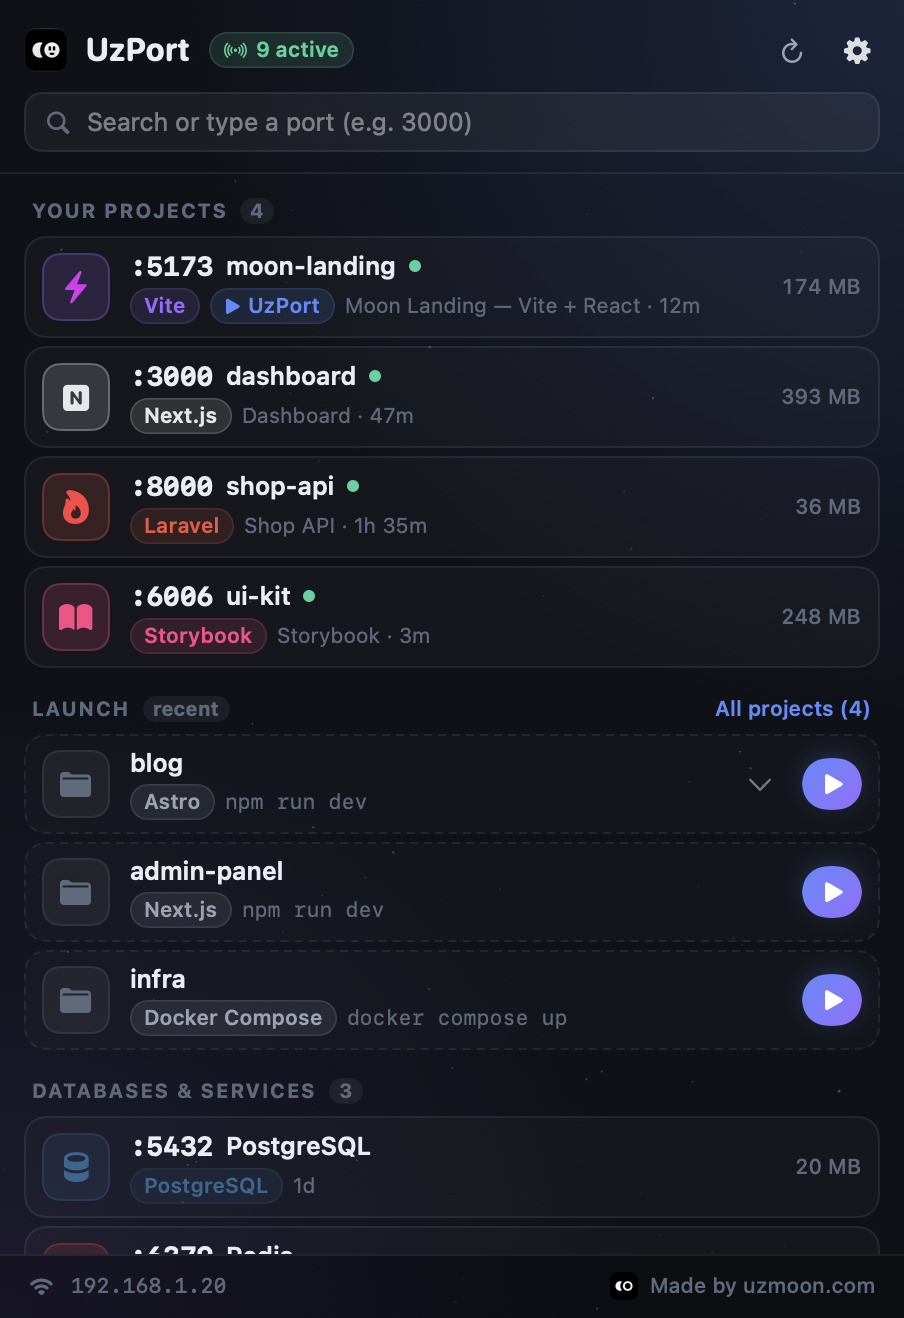 UzPort 9 active
Search or type a port (e.g. 3000)
YOUR PROJECTS 4
:5173 moon-landing
174 MB
Vite UzPort Moon Landing — Vite + React · 12m
:3000 dashboard
393 MB
Next.js Dashboard · 47m
:8000 shop-api
36 MB
Laravel Shop API · 1h 35m
:6006 ui-kit
248 MB
Storybook Storybook · 3m
LAUNCH recent All projects (4)
blog
Astro npm run dev
admin-panel
Next.js npm run dev
infra
Docker Compose docker compose up
DATABASES & SERVICES 3
:5432 PostgreSQL
20 MB
PostgreSQL 1d
:6379 Redis
192.168.1.20 Made by uzmoon.com